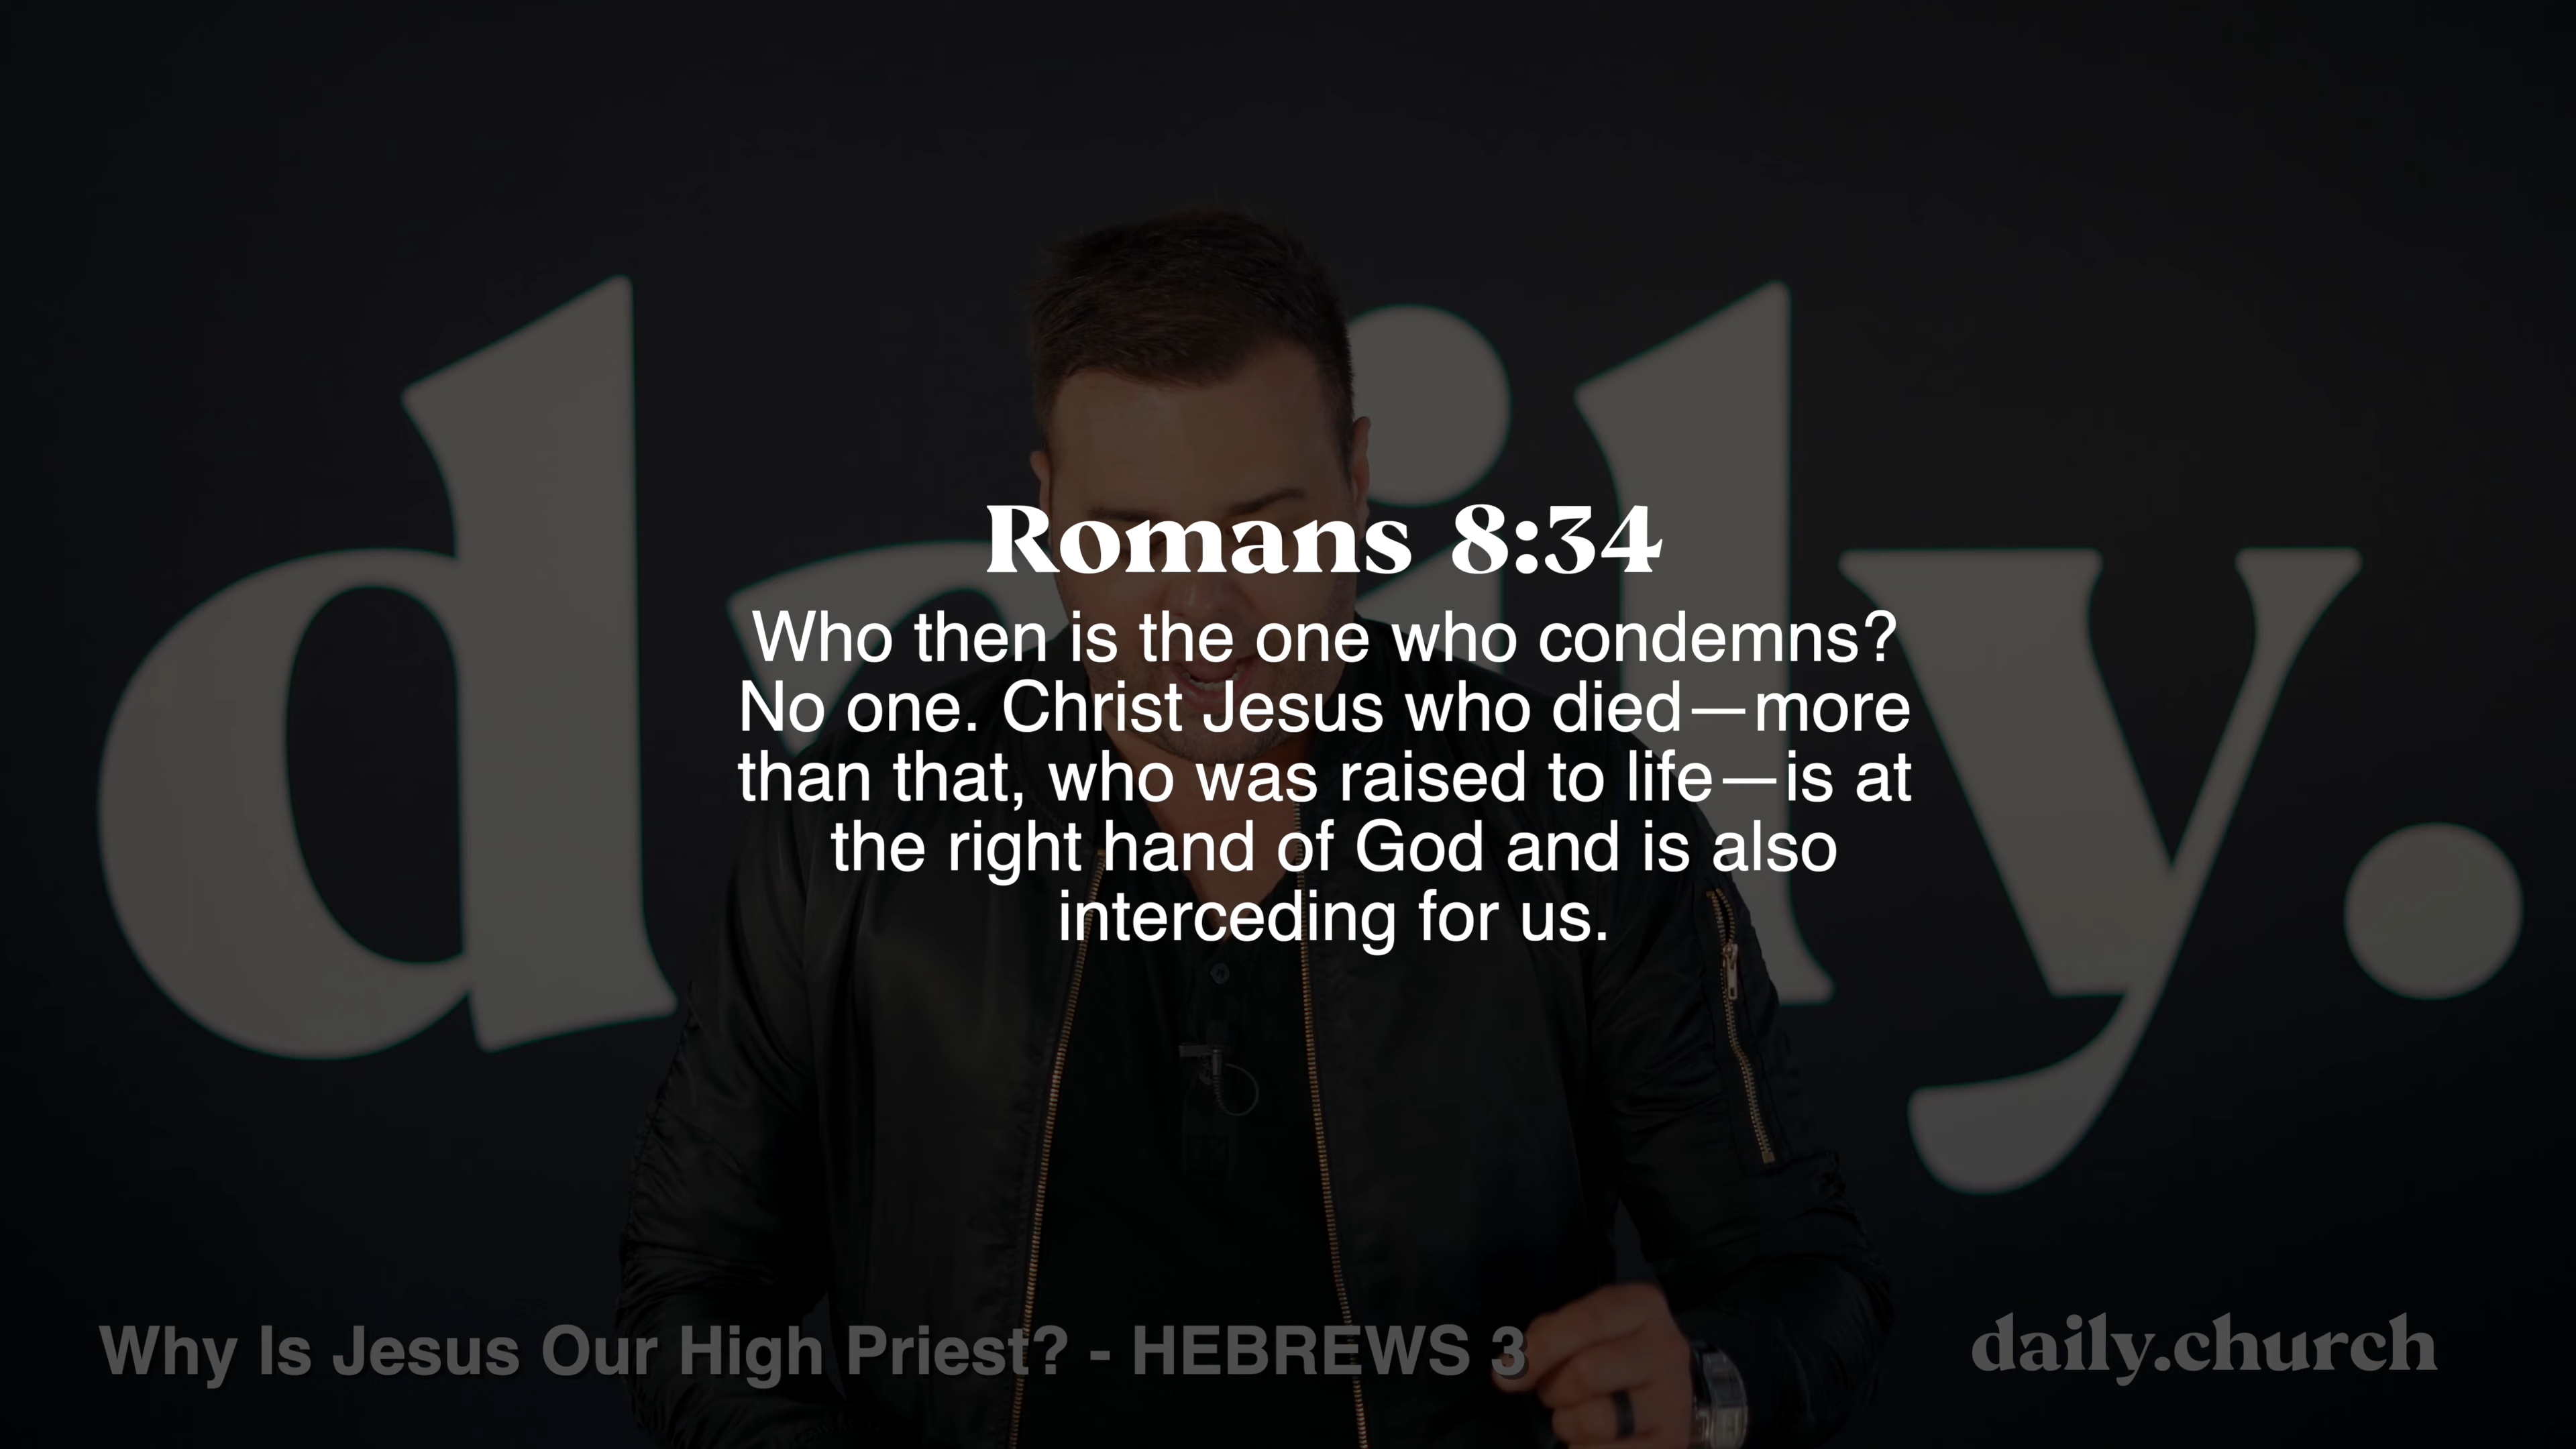 daily.
Romans 8:34
Who then is the one who condemns?
No one. Christ Jesus who died—more
than that, who was raised to life—is at
the right hand of God and is also
interceding for us.
Why Is Jesus Our High Priest? - HEBREWS 3
daily.church